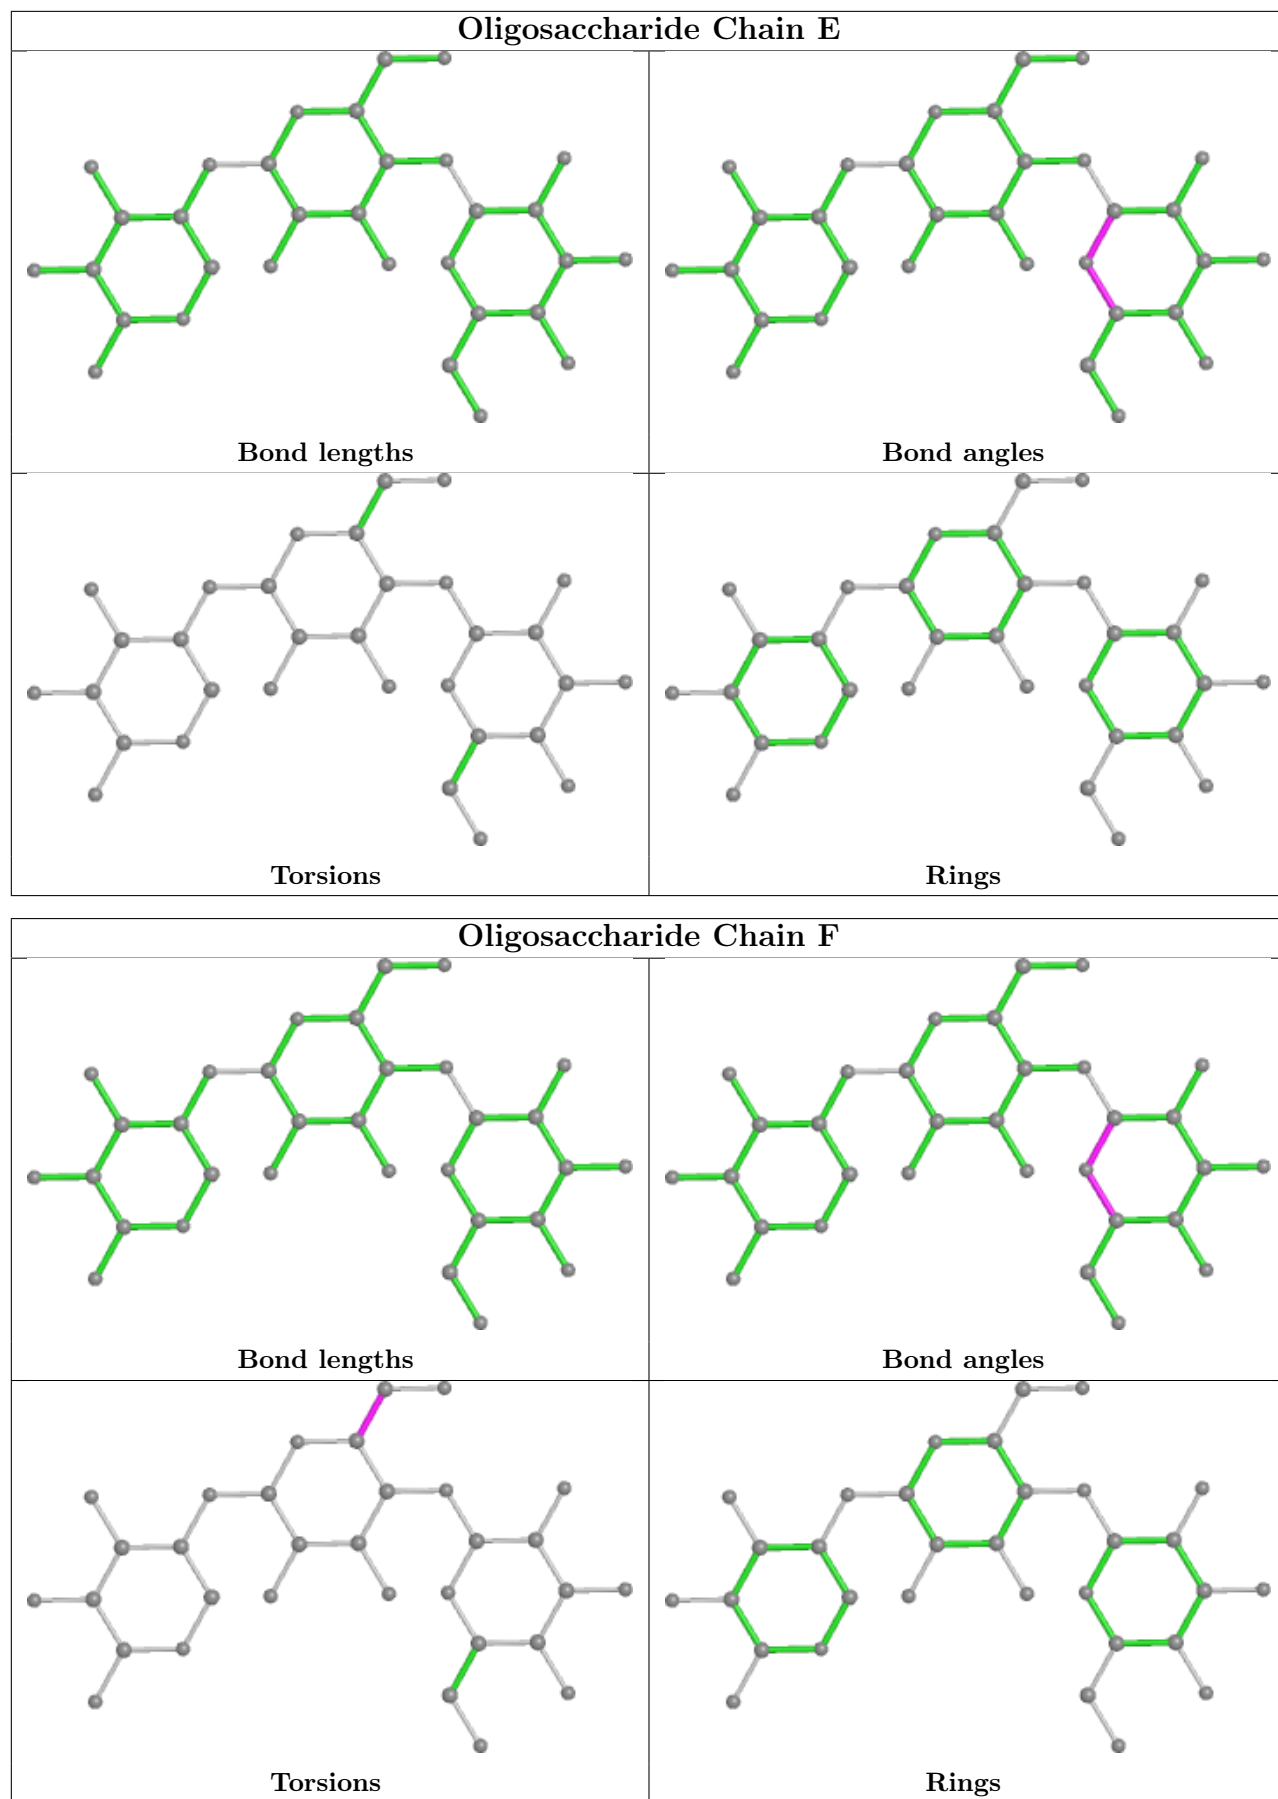 Oligosaccharide Chain E
Bond lengths
Bond angles
Torsions
Rings
Oligosaccharide Chain F
Bond lengths
Bond angles
Torsions
Rings